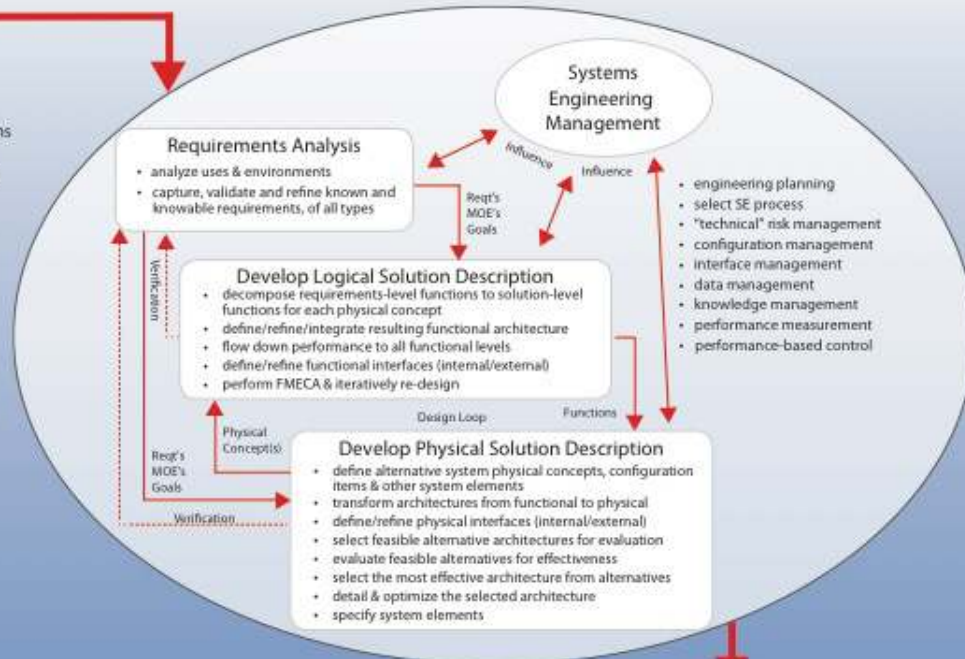 ns
Systems
Engineering
Management
Requirements Analysis
• analyze uses & environments
• capture, validate and refine known and
knowable requirements, of all types
Influence
Influence
Reqt's
MOE's
Goals
• engineering planning
• select SE process
• "technical" risk management
• configuration management
• interface management
• data management
• knowledge management
• performance measurement
• performance-based control
Verification
Develop Logical Solution Description
• decompose requirements-level functions to solution-level
functions for each physical concept
• define/refine/integrate resulting functional architecture
• flow down performance to all functional levels
• define/refine functional interfaces (internal/external)
• perform FMECA & iteratively re-design
Design Loop
Functions
Physical
Concept(s)
Reqt's
MOE's
Goals
Verification
Develop Physical Solution Description
• define alternative system physical concepts, configuration
items & other system elements
• transform architectures from functional to physical
• define/refine physical interfaces (internal/external)
• select feasible alternative architectures for evaluation
• evaluate feasible alternatives for effectiveness
• select the most effective architecture from alternatives
• detail & optimize the selected architecture
• specify system elements